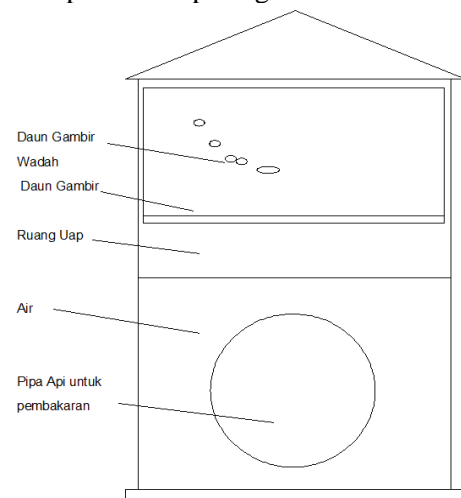 Daun Gambir
Wadah
Daun Gambir
Ruang Uap
Air
Pipa Api untuk
pembakaran